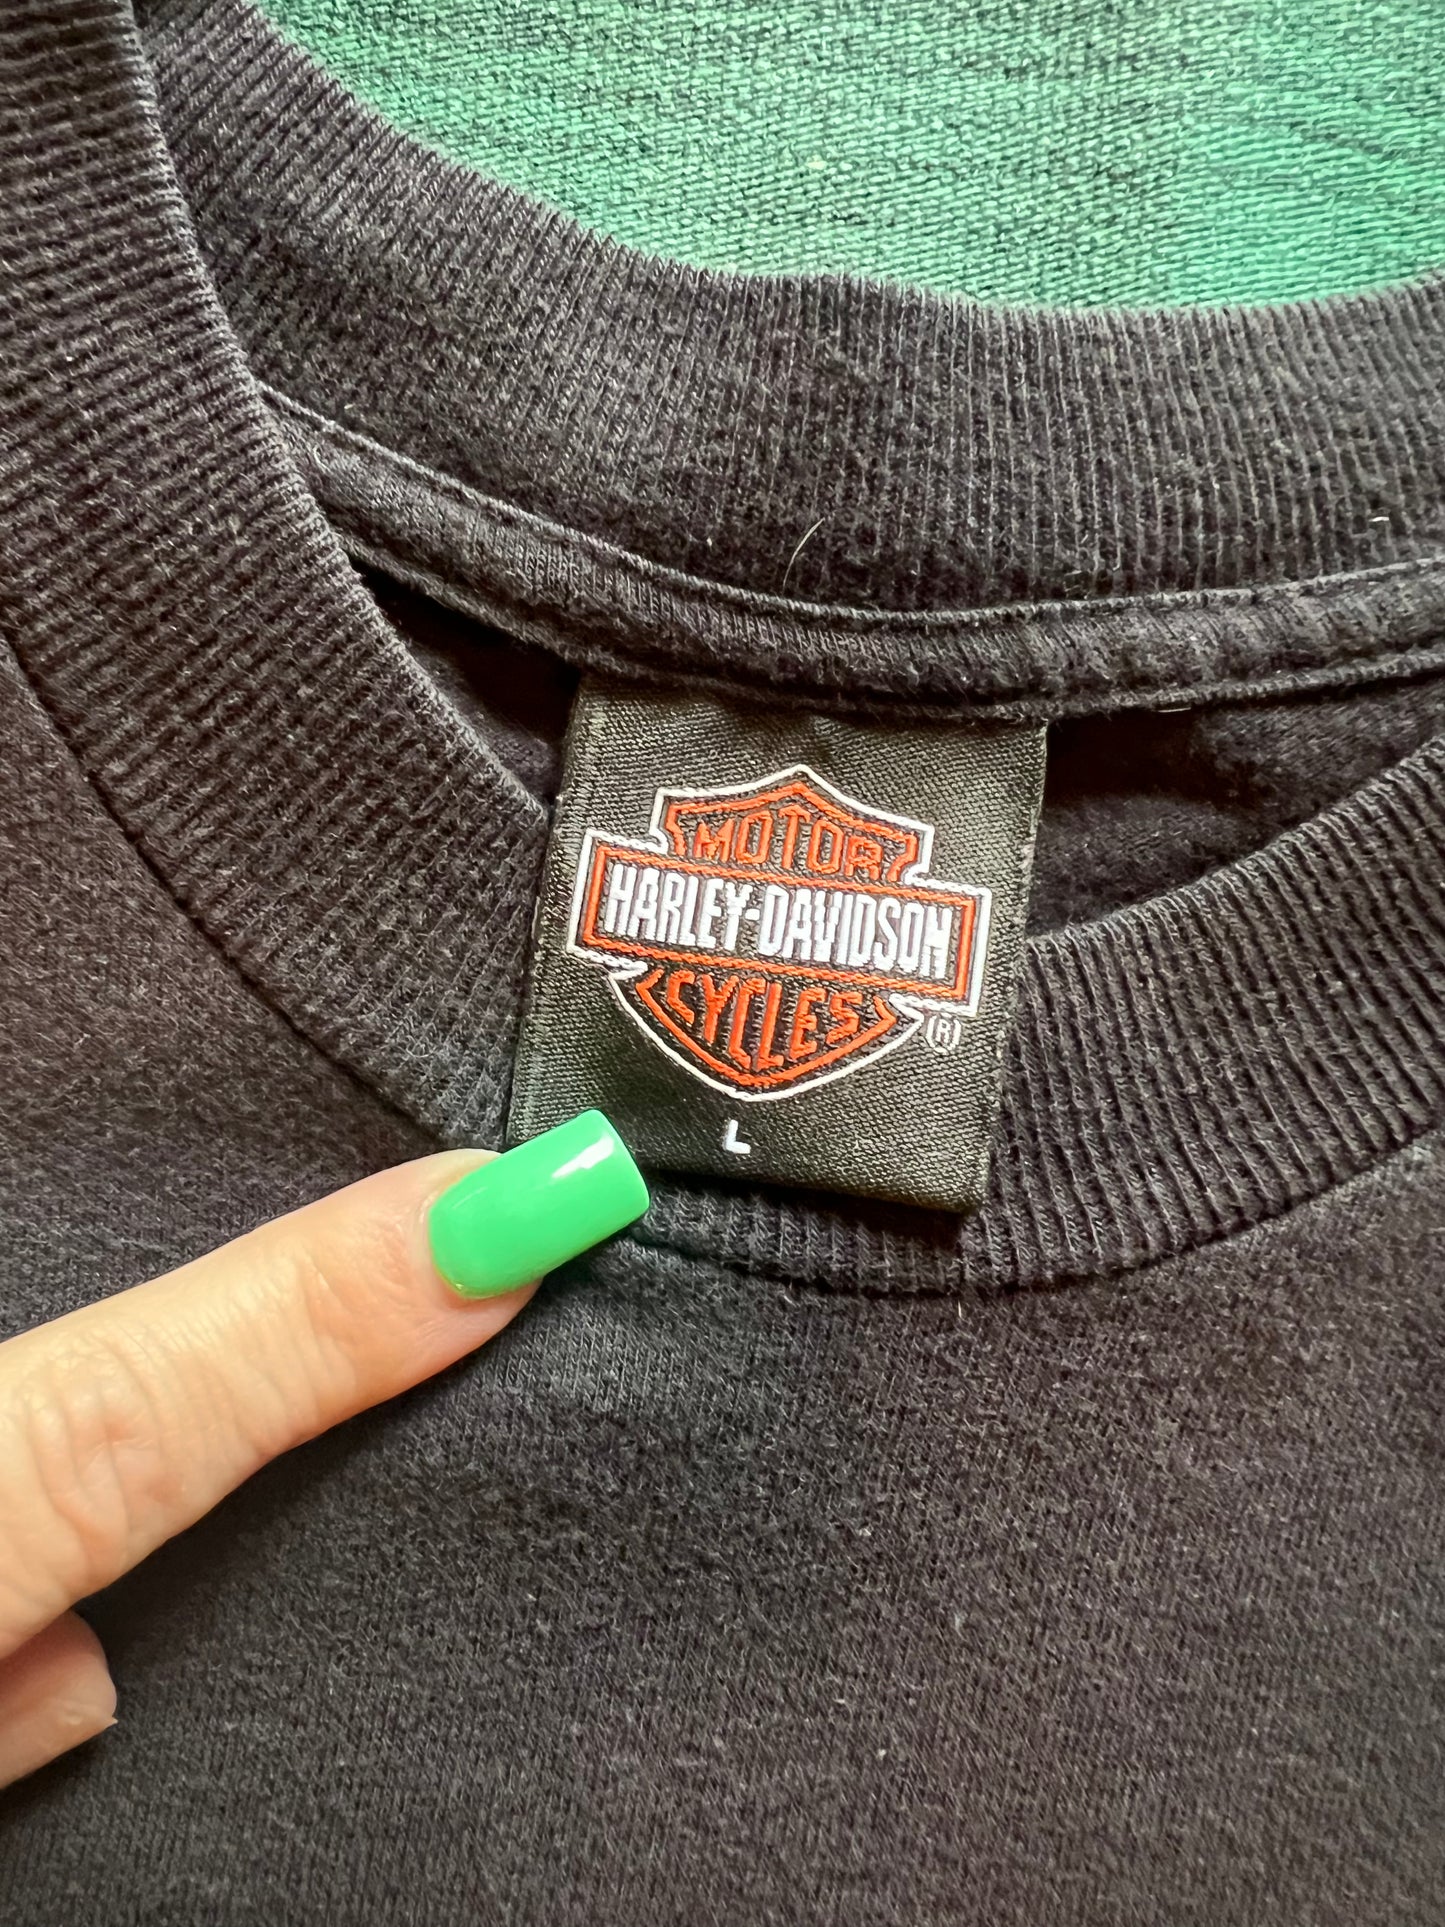 MOTOR
HARLEY-DAVIDSON
CYCLES
(R)
L